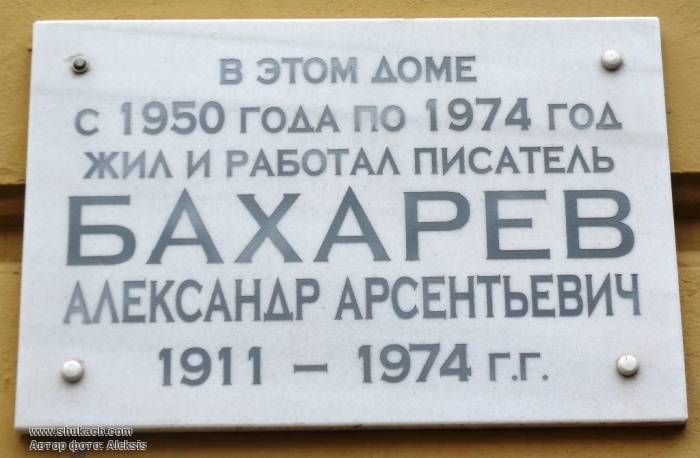 В ЭТОМ ДОМЕ
С 1950 ГОДА ПО 1974 ГОД
ЖИЛ И РАБОТАЛ ПИСАТЕЛЬ
БАХАРЕВ
АЛЕКСАНДР АРСЕНТЬЕВИЧ
1911 – 1974 Г.Г.
www.shukach.com
Автор фото: Aleksis